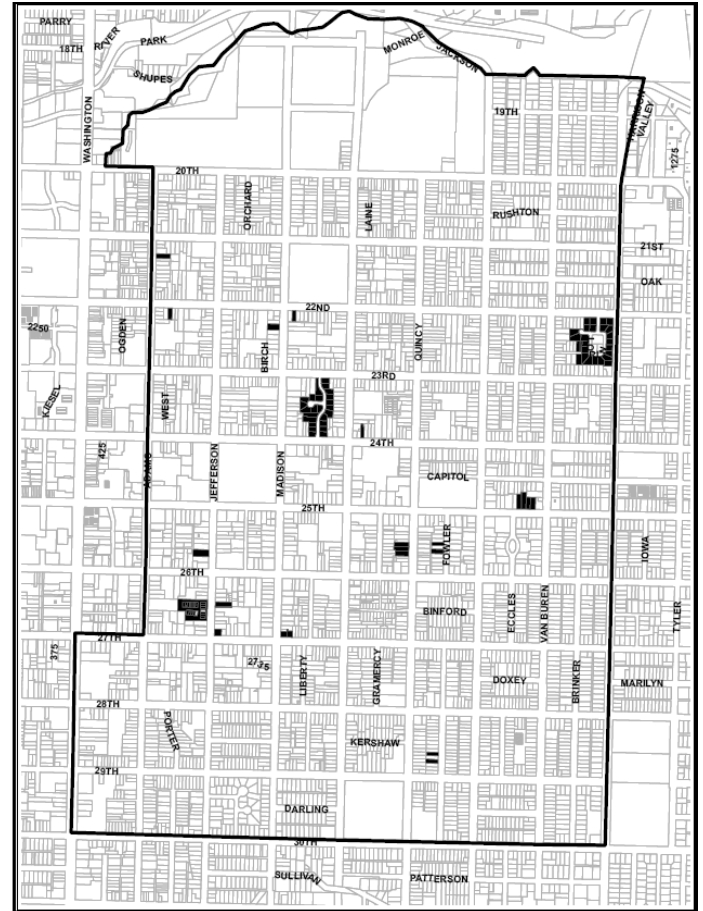 PARRY
18TH
RIVER
PARK
SHUPES
MONROE
JACKSON
WASHINGTON
19TH
HARRISON
VALLEY
1275
20TH
ORCHARD
LAINE
RUSHTON
21ST
OAK
22ND
2250
OGDEN
BIRCH
QUINCY
23RD
KIESEL
WEST
24TH
425
ADAMS
JEFFERSON
MADISON
CAPITOL
25TH
FOWLER
IOWA
26TH
BINFORD
ECCLES
VAN BUREN
TYLER
27TH
375
2775
LIBERTY
GRAMERCY
DOXEY
BRINKER
MARILYN
28TH
PORTER
KERSHAW
29TH
DARLING
30TH
SULLIVAN
PATTERSON